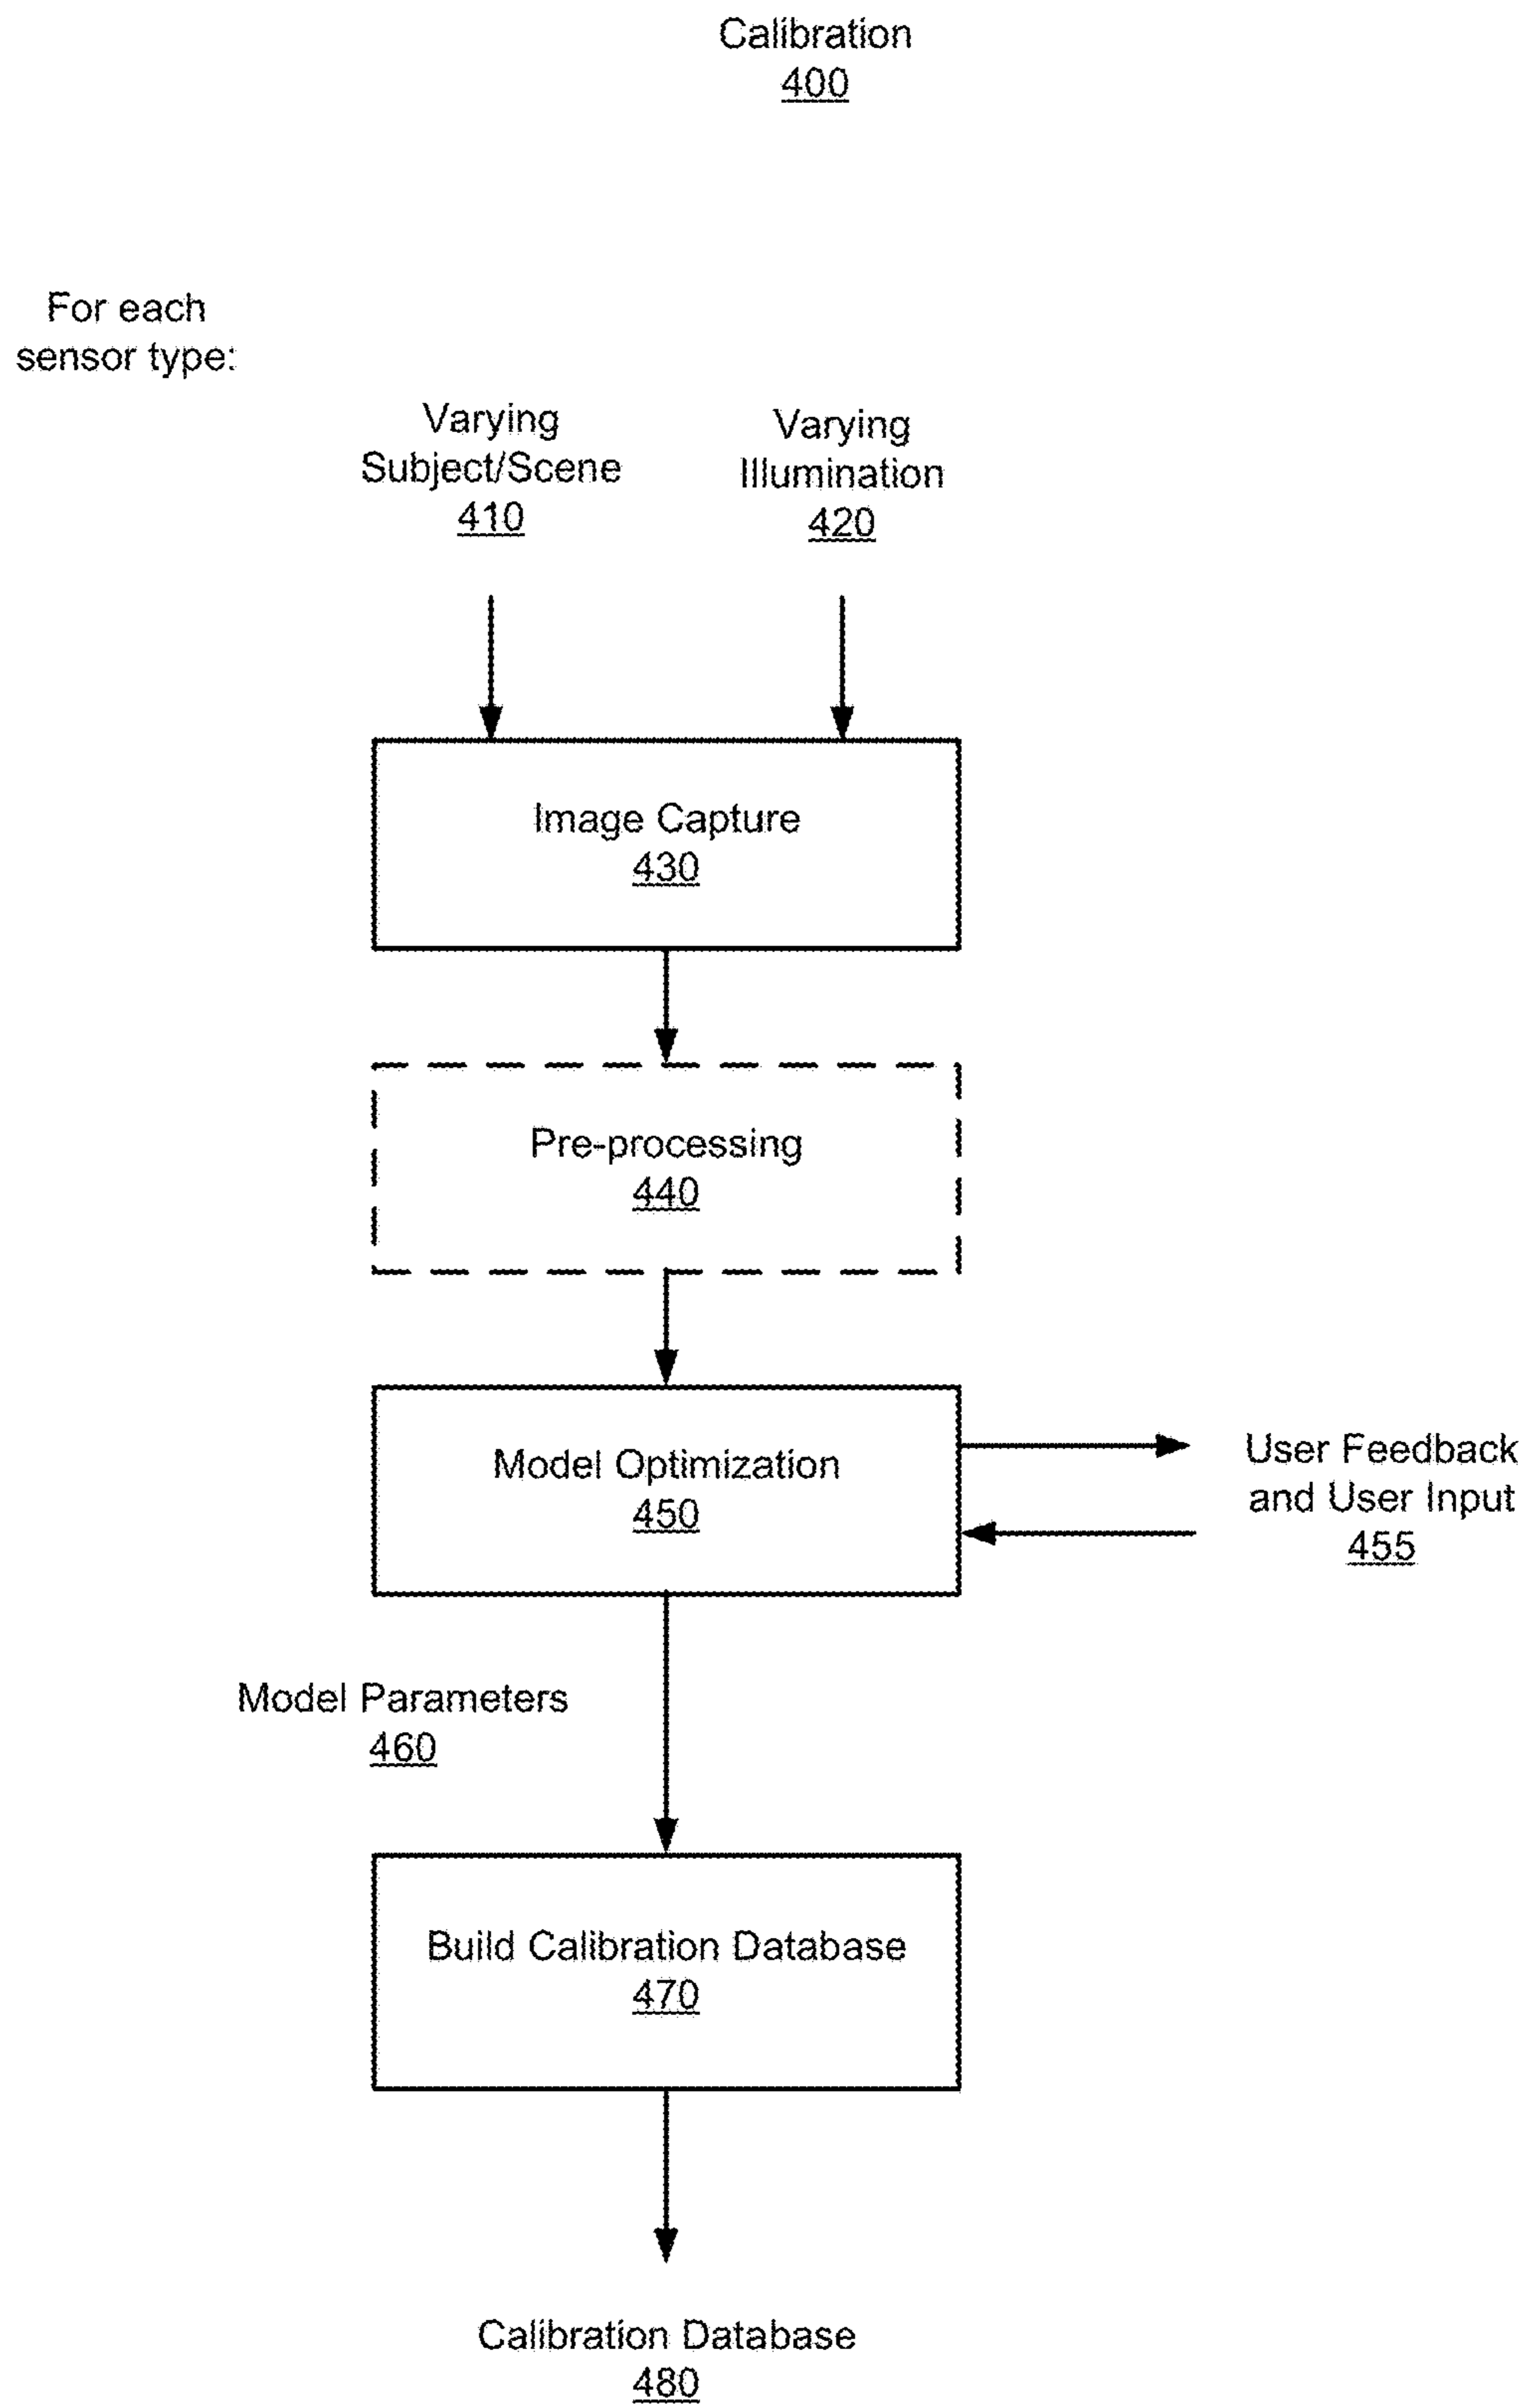 Calibration
400
For each
sensor type:
Varying
Subject/Scene
410
Varying
Illumination
420
Image Capture
430
Pre-processing
440
Model Optimization
450
User Feedback
and User Input
455
Model Parameters
460
Build Calibration Database
470
Calibration Database
480